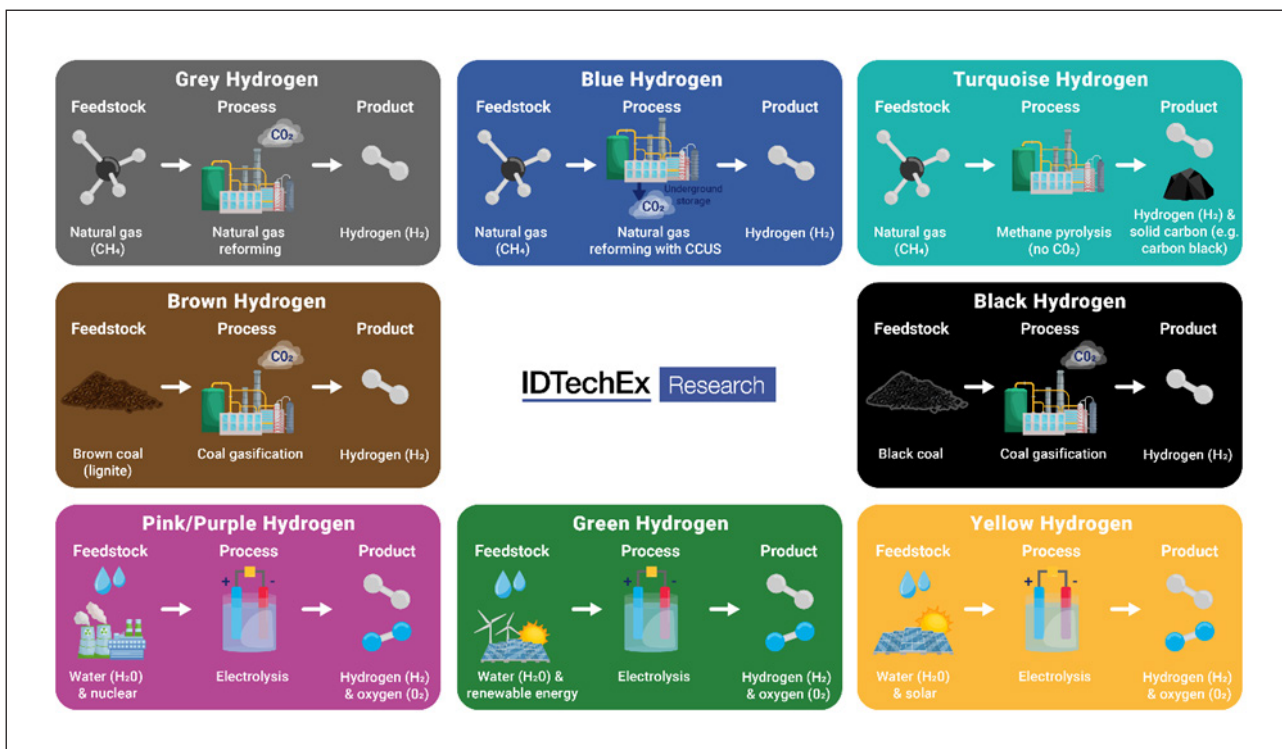 Grey Hydrogen
Feedstock Process Product
CO₂
Natural gas (CH₄)
Natural gas reforming
Hydrogen (H₂)
Blue Hydrogen
Feedstock Process Product
Underground storage
CO₂
Natural gas (CH₄)
Natural gas reforming with CCUS
Hydrogen (H₂)
Turquoise Hydrogen
Feedstock Process Product
Natural gas (CH₄)
Methane pyrolysis (no CO₂)
Hydrogen (H₂) & solid carbon (e.g. carbon black)
Brown Hydrogen
Feedstock Process Product
CO₂
Brown coal (lignite)
Coal gasification
Hydrogen (H₂)
IDTechEx Research
Black Hydrogen
Feedstock Process Product
CO₂
Black coal
Coal gasification
Hydrogen (H₂)
Pink/Purple Hydrogen
Feedstock Process Product
+ -
Water (H₂0) & nuclear
Electrolysis
Hydrogen (H₂) & oxygen (0₂)
Green Hydrogen
Feedstock Process Product
+ -
Water (H₂0) & renewable energy
Electrolysis
Hydrogen (H₂) & oxygen (0₂)
Yellow Hydrogen
Feedstock Process Product
+ -
Water (H₂0) & solar
Electrolysis
Hydrogen (H₂) & oxygen (0₂)